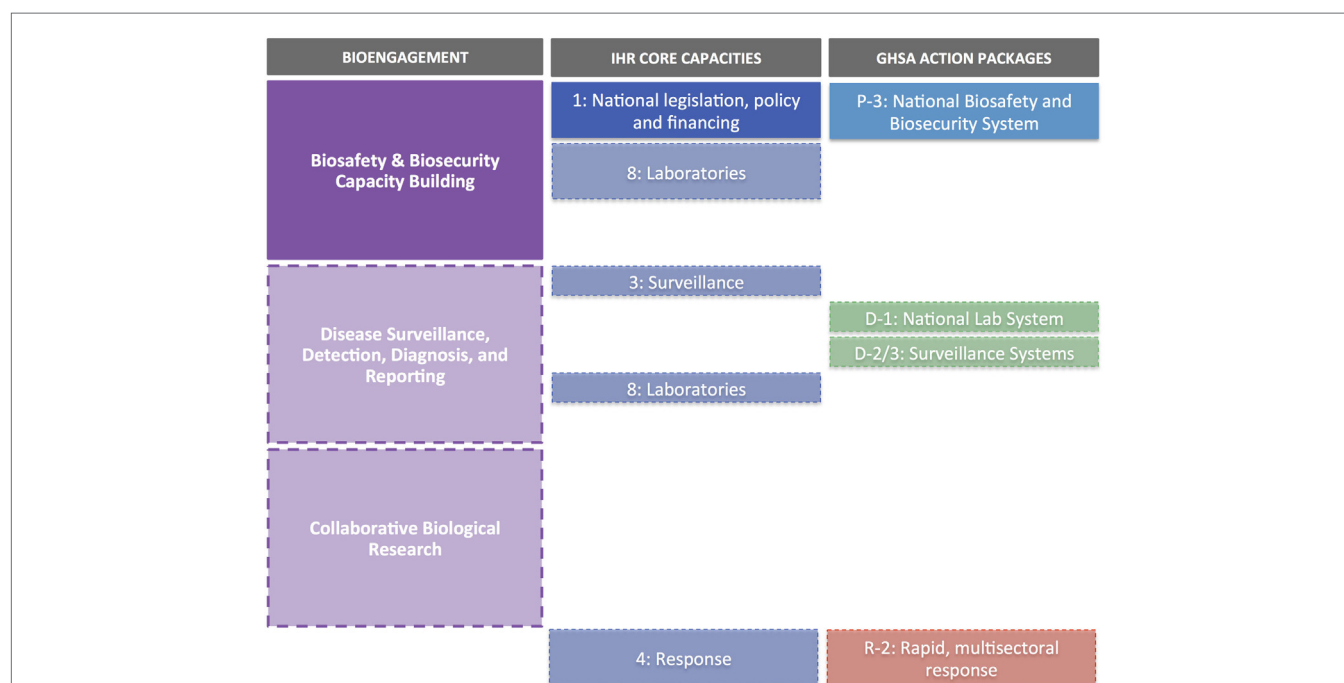 BIOENGAGEMENT
IHR CORE CAPACITIES
GHSA ACTION PACKAGES
Biosafety & Biosecurity
Capacity Building
1: National legislation, policy
and financing
P-3: National Biosafety and
Biosecurity System
8: Laboratories
Disease Surveillance,
Detection, Diagnosis, and
Reporting
3: Surveillance
D-1: National Lab System
D-2/3: Surveillance Systems
8: Laboratories
Collaborative Biological
Research
4: Response
R-2: Rapid, multisectoral
response